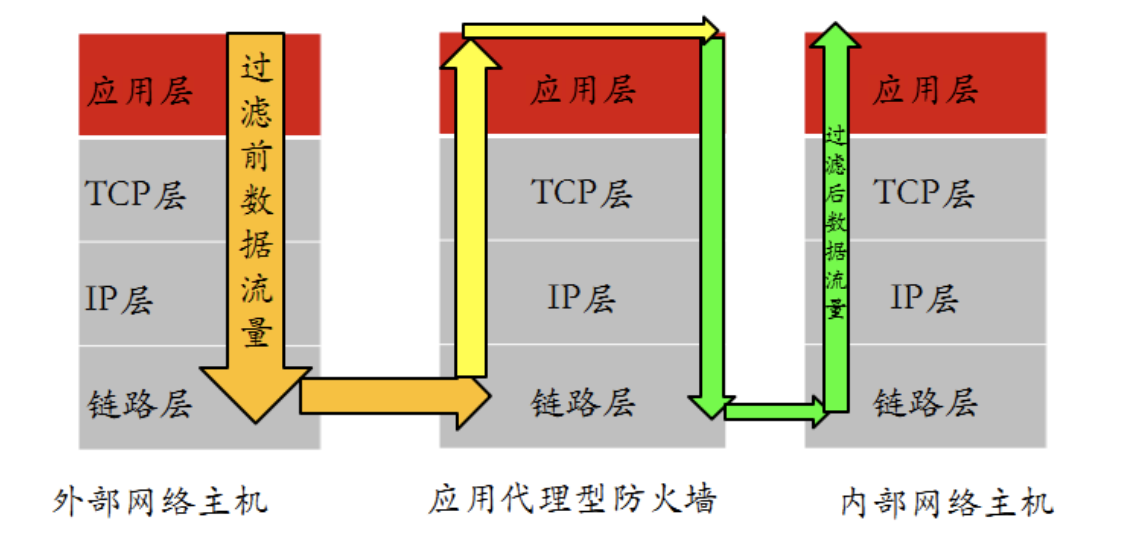 应用层
TCP层
IP层
链路层
过滤前数据流量
外部网络主机
应用层
TCP层
IP层
链路层
应用代理型防火墙
应用层
TCP层
IP层
链路层
过滤后数据流量
内部网络主机